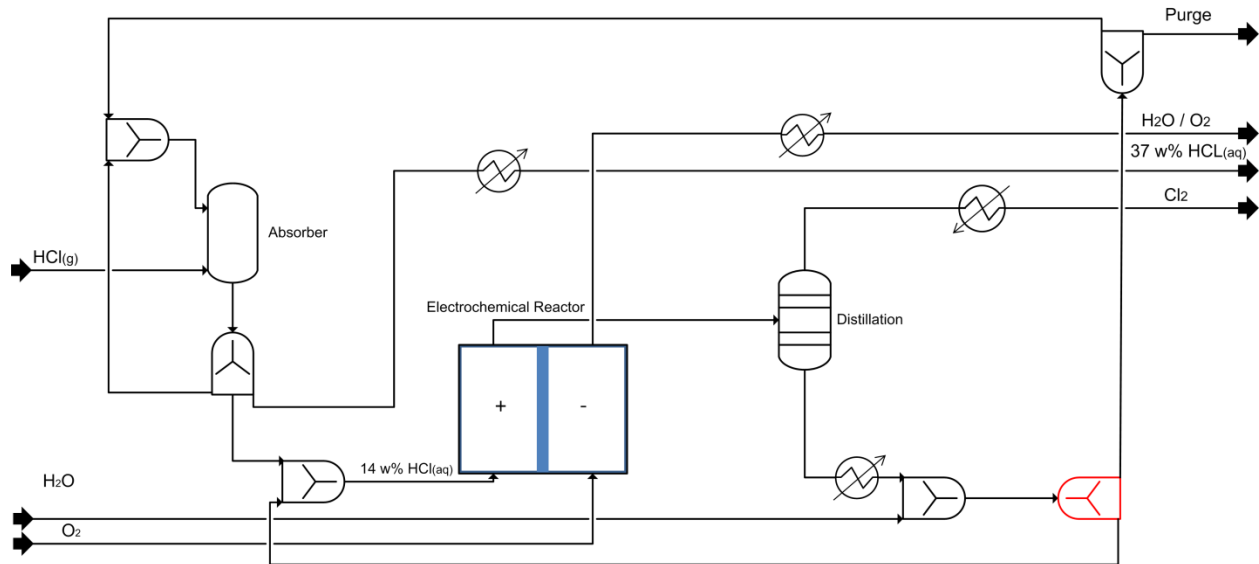 Purge
H2O / O2
37 w% HCL(aq)
Cl2
Absorber
HCl(g)
Electrochemical Reactor
Distillation
+ -
14 w% HCl(aq)
H2O
O2